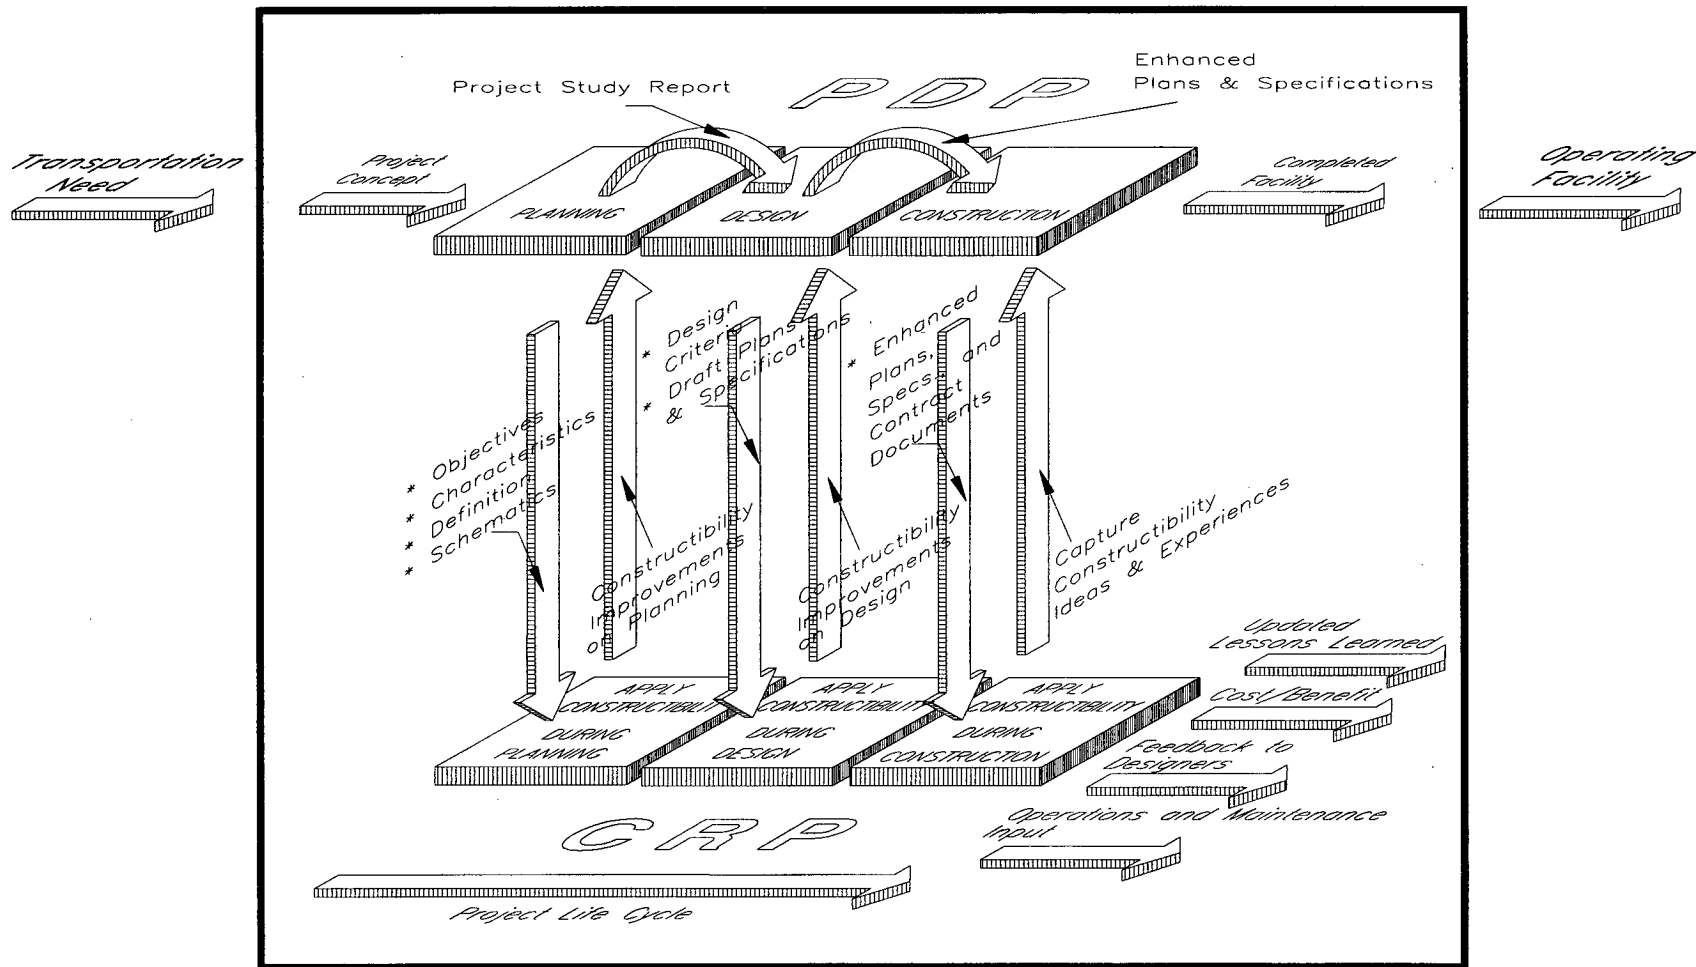 PDP
Project Study Report
Enhanced
Plans & Specifications
Transportation
Need
Project
Concept
PLANNING
DESIGN
CONSTRUCTION
Completed
Facility
Operating
Facility
* Objectives
* Characteristics
* Definition
* Schematics
Constructibility
Improvements
on Planning
* Design
Criteria
* Draft Plans
& Specifications
Constructibility
Improvements
on Design
* Enhanced
Plans,
Specs., and
Contract
Documents
Capture
Constructibility
Ideas & Experiences
APPLY
CONSTRUCTIBILITY
DURING
PLANNING
APPLY
CONSTRUCTIBILITY
DURING
DESIGN
APPLY
CONSTRUCTIBILITY
DURING
CONSTRUCTION
Updated
Lessons Learned
Cost/Benefit
Feedback to
Designers
Operations and Maintenance
Input
CRP
Project Life Cycle